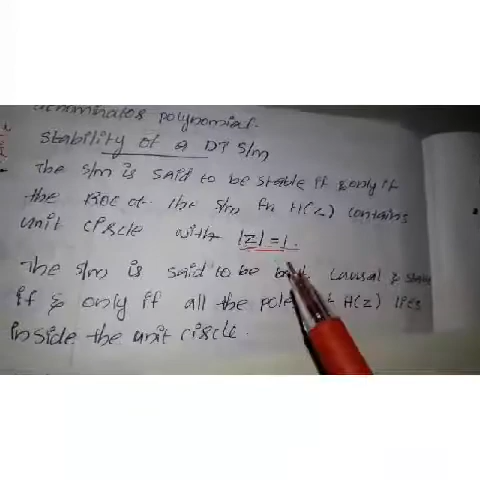 denominator polynomial.
Stability of a DT s/m
The s/m is said to be stable if & only if
the ROC of the s/m fn H(z) contains
unit circle with |z|=1.
The s/m is said to be causal &
if & only if all the H(z) lies
inside the unit circle.